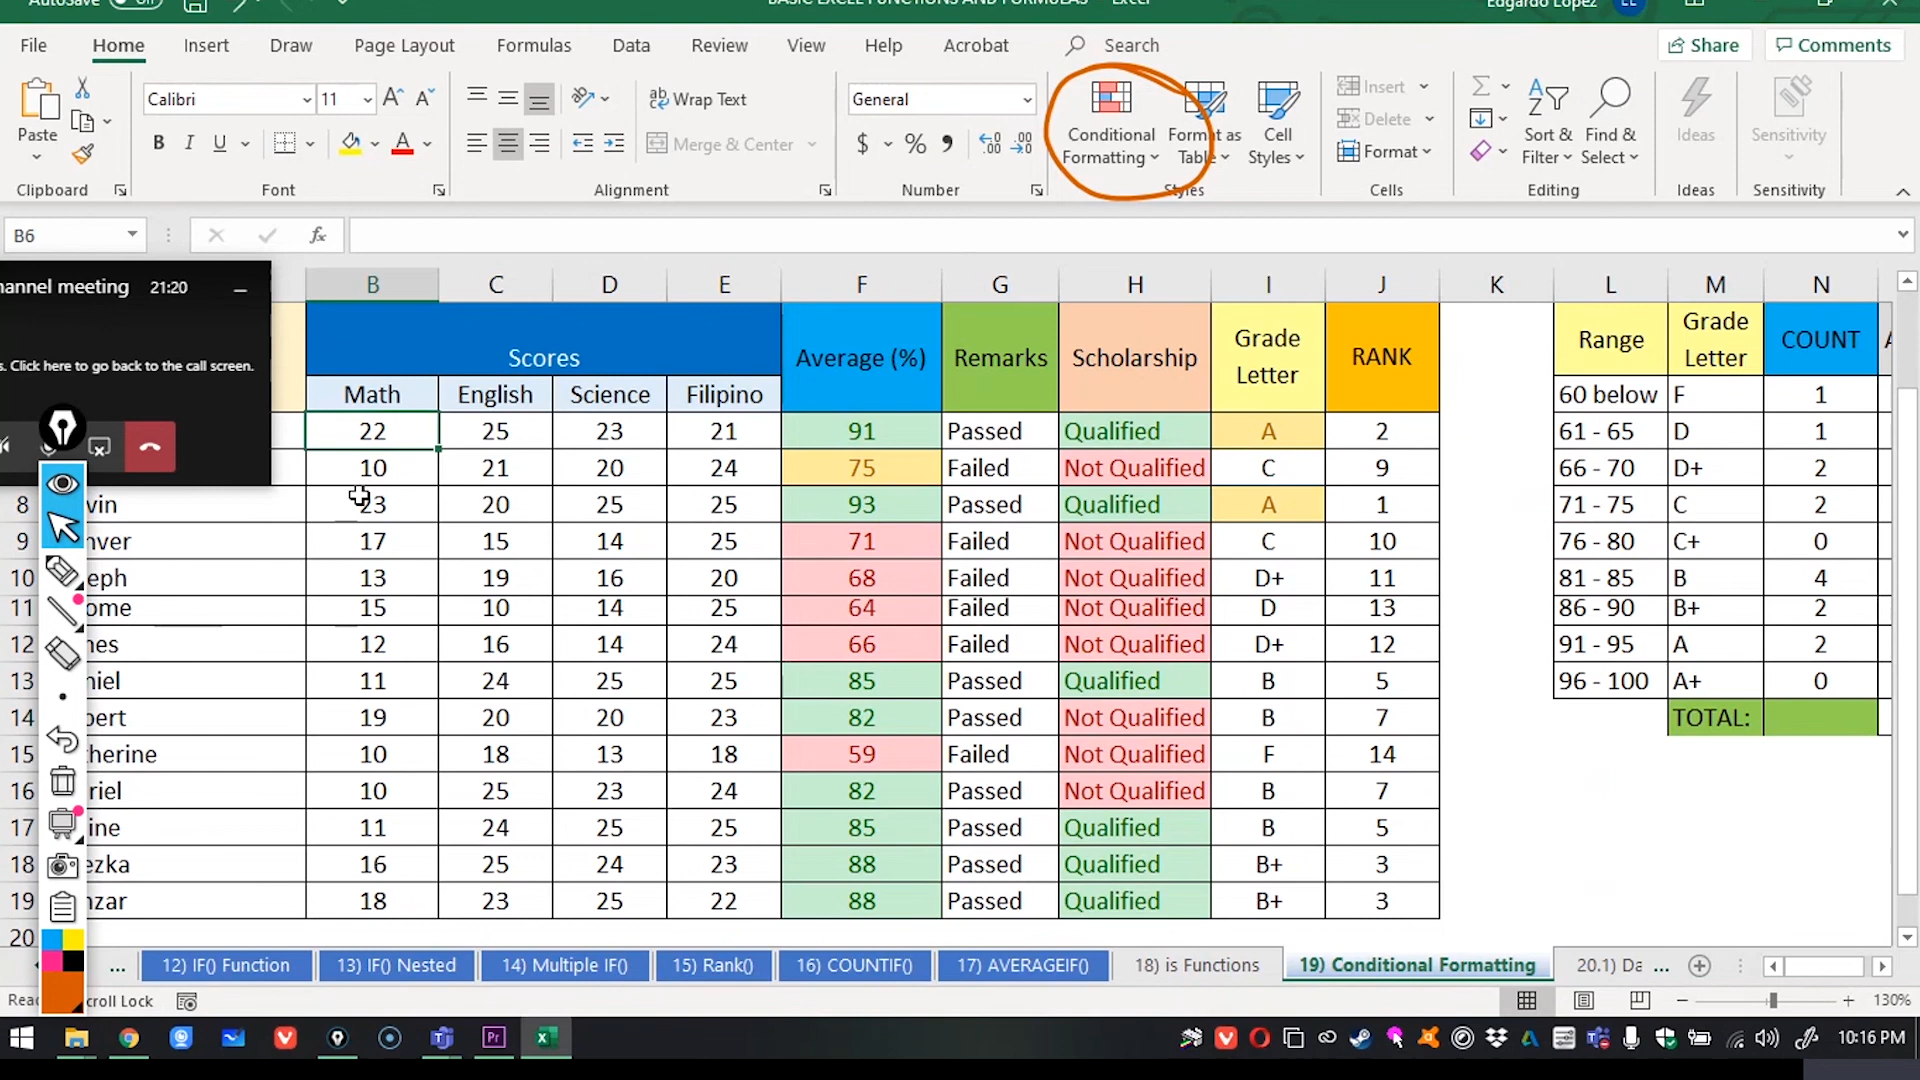 AutoSave Off BASIC EXCEL FUNCTIONS AND FORMULAS - Excel Edgardo Lopez EL
File Home Insert Draw Page Layout Formulas Data Review View Help Acrobat Search Share Comments
Paste Calibri 11 Wrap Text General Conditional Formatting Format as Table Cell Styles Insert Sort & Filter Find & Select Ideas Sensitivity
B I U Merge & Center $ % Delete
Format
Clipboard Font Alignment Number Styles Cells Editing Ideas Sensitivity
B6 fx
hannel meeting 21:20
s. Click here to go back to the call screen.
B C D E F G H I J K L M N
Scores Average (%) Remarks Scholarship Grade Letter RANK Range Grade Letter COUNT A
Math English Science Filipino 60 below F 1
22 25 23 21 91 Passed Qualified A 2 61 - 65 D 1
10 21 20 24 75 Failed Not Qualified C 9 66 - 70 D+ 2
8 vin 23 20 25 25 93 Passed Qualified A 1 71 - 75 C 2
9 nver 17 15 14 25 71 Failed Not Qualified C 10 76 - 80 C+ 0
10 eph 13 19 16 20 68 Failed Not Qualified D+ 11 81 - 85 B 4
11 ome 15 10 14 25 64 Failed Not Qualified D 13 86 - 90 B+ 2
12 nes 12 16 14 24 66 Failed Not Qualified D+ 12 91 - 95 A 2
13 niel 11 24 25 25 85 Passed Qualified B 5 96 - 100 A+ 0
14 bert 19 20 20 23 82 Passed Not Qualified B 7 TOTAL:
15 therine 10 18 13 18 59 Failed Not Qualified F 14
16 riel 10 25 23 24 82 Passed Not Qualified B 7
17 ine 11 24 25 25 85 Passed Qualified B 5
18 ezka 16 25 24 23 88 Passed Qualified B+ 3
19 nzar 18 23 25 22 88 Passed Qualified B+ 3
20
... 12) IF() Function 13) IF() Nested 14) Multiple IF() 15) Rank() 16) COUNTIF() 17) AVERAGEIF() 18) is Functions 19) Conditional Formatting 20.1) Da ...
Read croll Lock 130%
10:16 PM